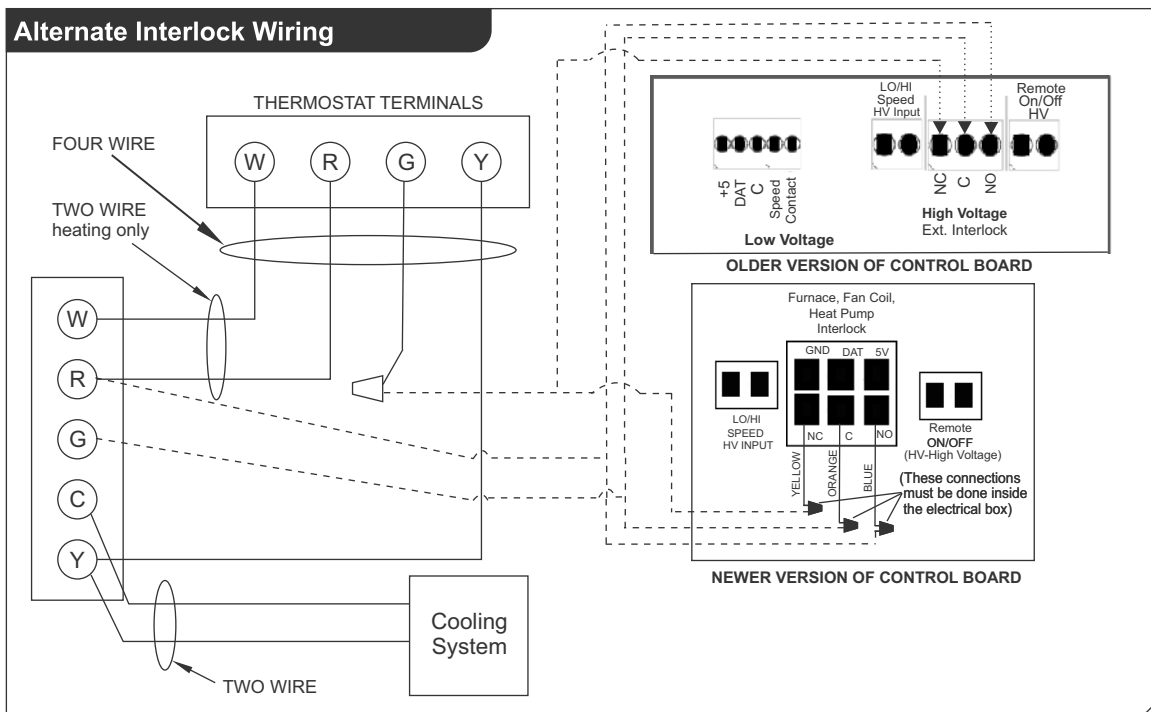 Alternate Interlock Wiring
THERMOSTAT TERMINALS
FOUR WIRE
W
R
G
Y
TWO WIRE
heating only
W
R
G
C
Y
Cooling
System
TWO WIRE
LO/HI
Speed
HV Input
Remote
On/Off
HV
+5
DAT
C
Speed
Contact
NC
C
NO
Low Voltage
High Voltage
Ext. Interlock
OLDER VERSION OF CONTROL BOARD
Furnace, Fan Coil,
Heat Pump
Interlock
GND
DAT
5V
LO/HI
SPEED
HV INPUT
NC
C
NO
Remote
ON/OFF
(HV-High Voltage)
YELLOW
ORANGE
BLUE
(These connections
must be done inside
the electrical box)
NEWER VERSION OF CONTROL BOARD